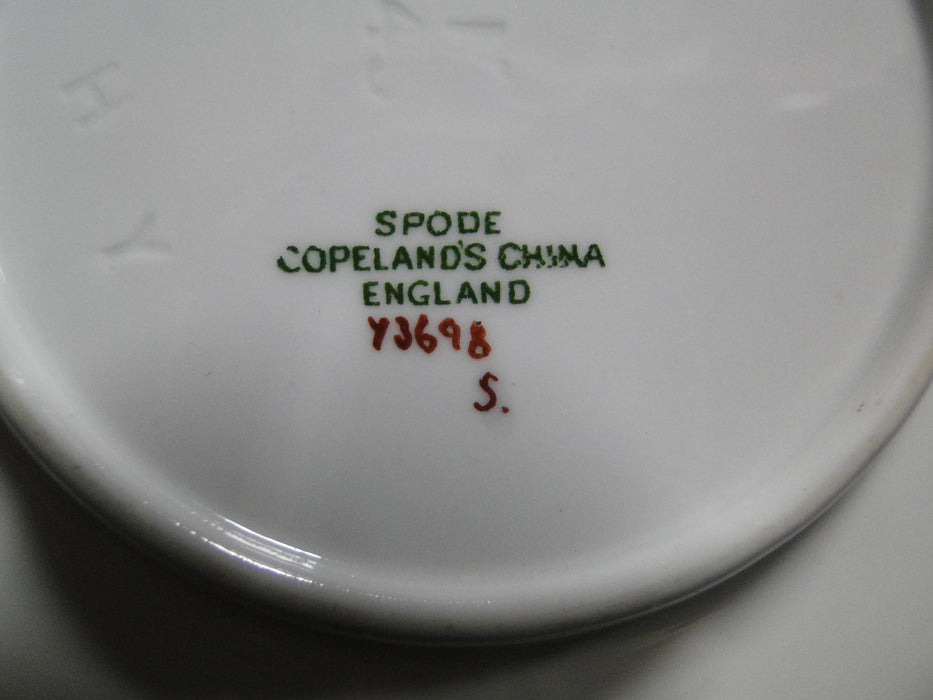 H
Y
SPODE
COPELAND'S CHINA
ENGLAND
Y3698
S.